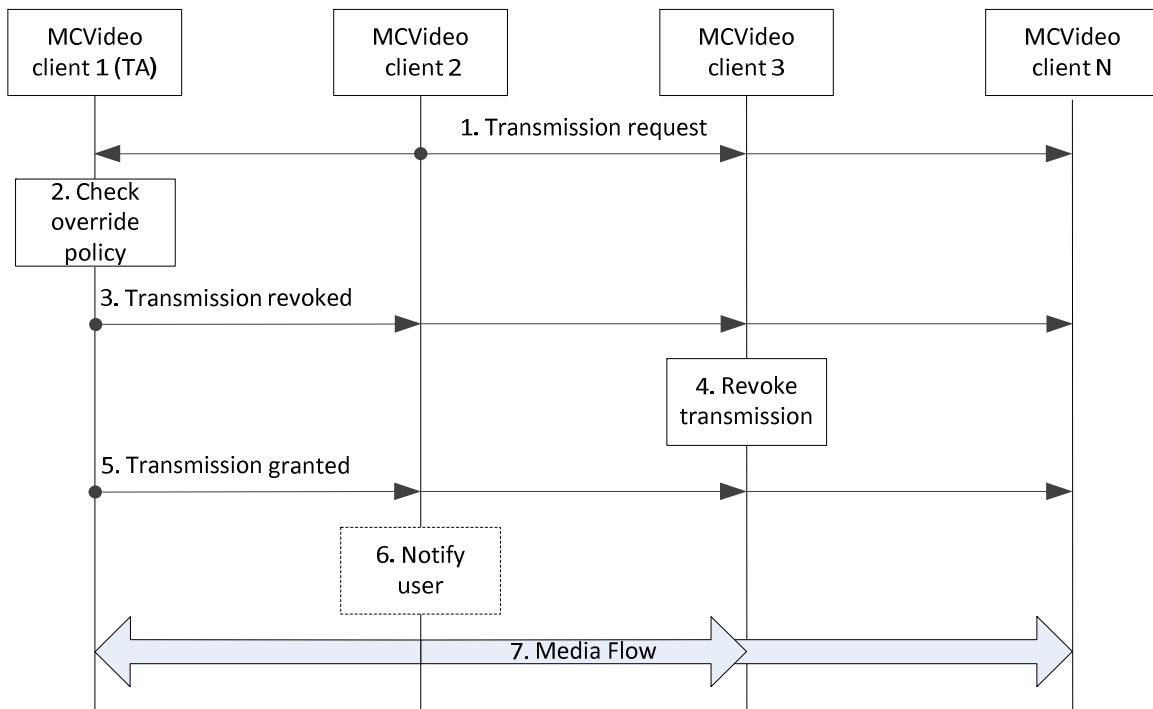 MCVideo
client 1 (TA)
MCVideo
client 2
MCVideo
client 3
MCVideo
client N
1. Transmission request
2. Check
override
policy
3. Transmission revoked
4. Revoke
transmission
5. Transmission granted
6. Notify
user
7. Media Flow